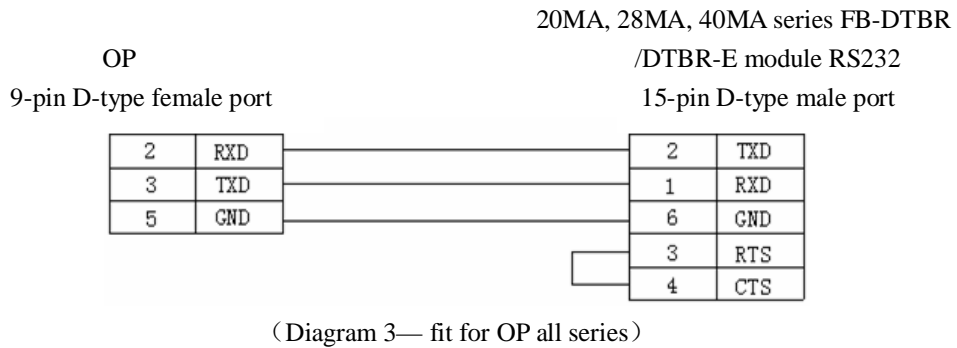 20MA, 28MA, 40MA series FB-DTBR
OP
/DTBR-E module RS232
9-pin D-type female port
15-pin D-type male port
2 RXD 2 TXD
3 TXD 1 RXD
5 GND 6 GND
3 RTS
4 CTS
（Diagram 3— fit for OP all series）